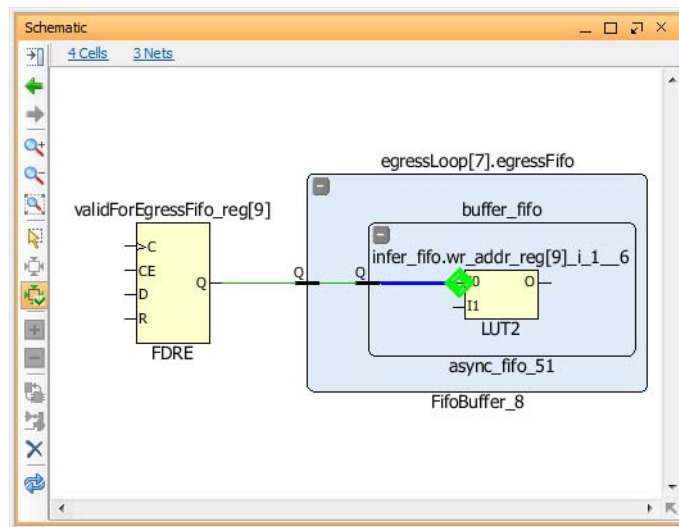 Schematic
4 Cells 3 Nets
egressLoop[7].egressFifo
validForEgressFifo_reg[9]
buffer_fifo
infer_fifo.wr_addr_reg[9]_i_1__6
C
CE
D
R
Q
Q
Q
I0
O
I1
FDRE
LUT2
async_fifo_51
FifoBuffer_8